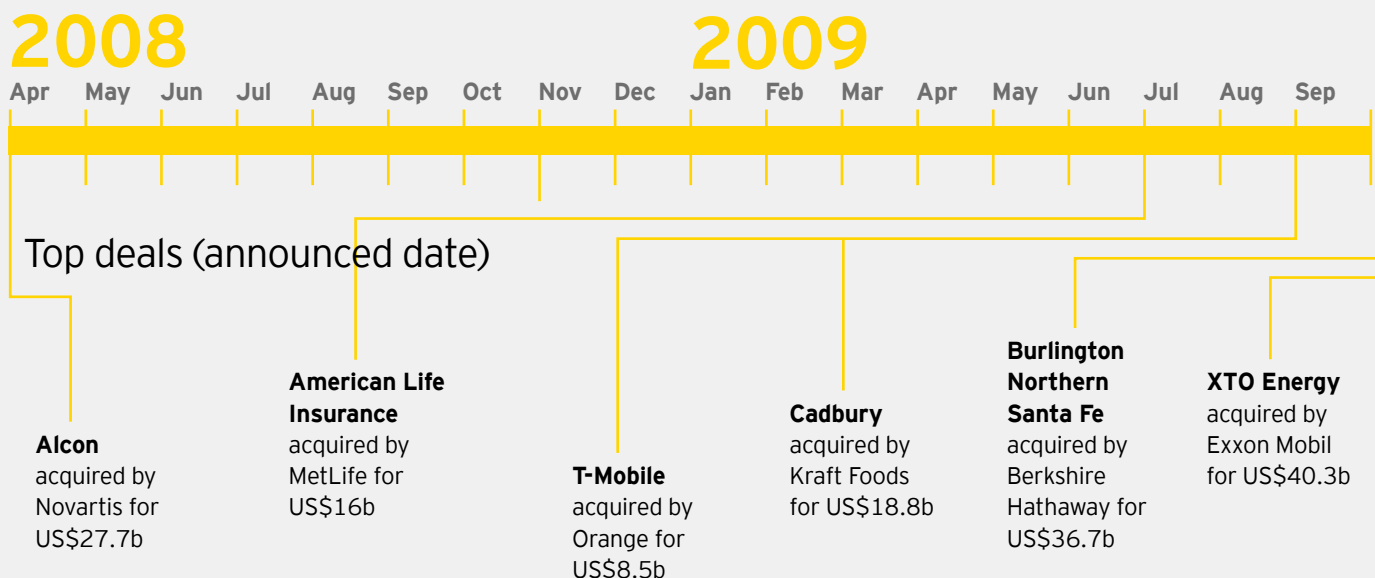 2008
2009
Apr May Jun Jul Aug Sep Oct Nov Dec Jan Feb Mar Apr May Jun Jul Aug Sep
Top deals (announced date)
Alcon
acquired by
Novartis for
US$27.7b
American Life
Insurance
acquired by
MetLife for
US$16b
T-Mobile
acquired by
Orange for
US$8.5b
Cadbury
acquired by
Kraft Foods
for US$18.8b
Burlington
Northern
Santa Fe
acquired by
Berkshire
Hathaway for
US$36.7b
XTO Energy
acquired by
Exxon Mobil
for US$40.3b